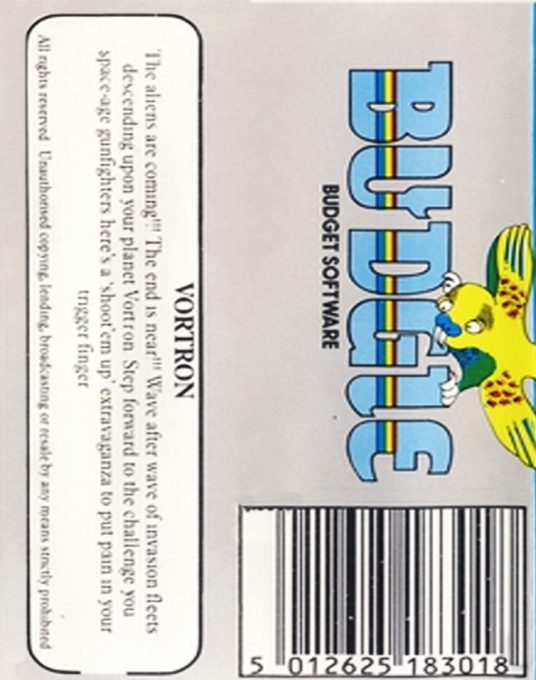 BUDGIE
BUDGET SOFTWARE
VORTRON
The aliens are coming!!! The end is near!!! Wave after wave of invasion fleets
descending upon your planet Vortron Step forward to the challenge you
space-age gunfighters here's a 'shoot'em up' extravaganza to put pain in your
trigger finger
All rights reserved Unauthorised copying, lending, broadcasting or resale by any means strictly prohibited
5 012625 183018